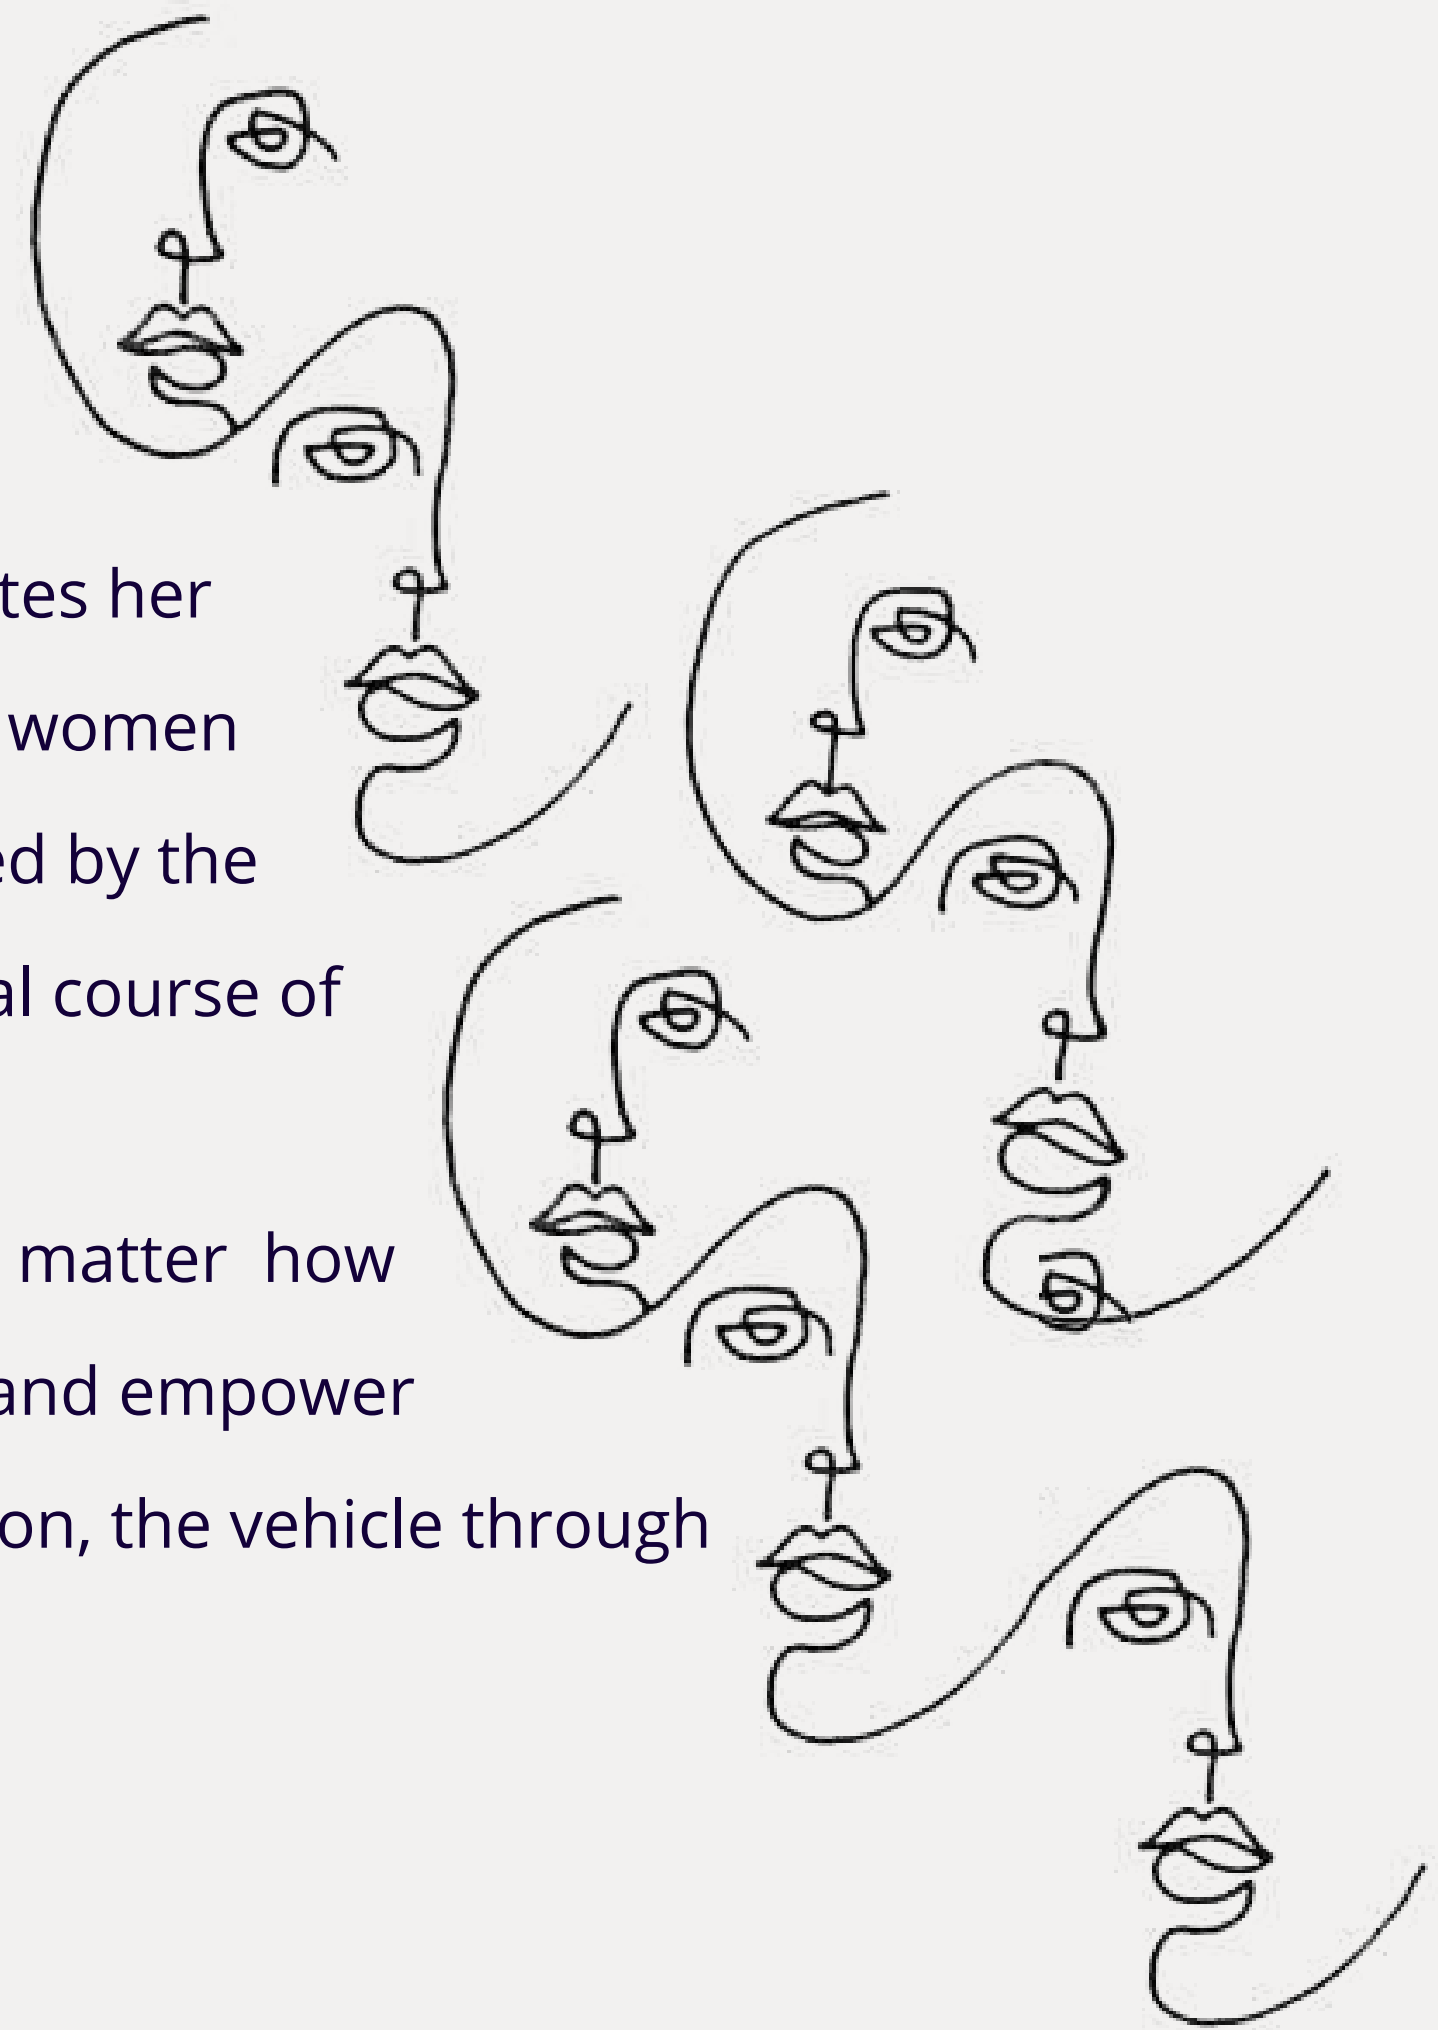 tes her
women
ed by the
al course of
matter how
and empower
on, the vehicle through